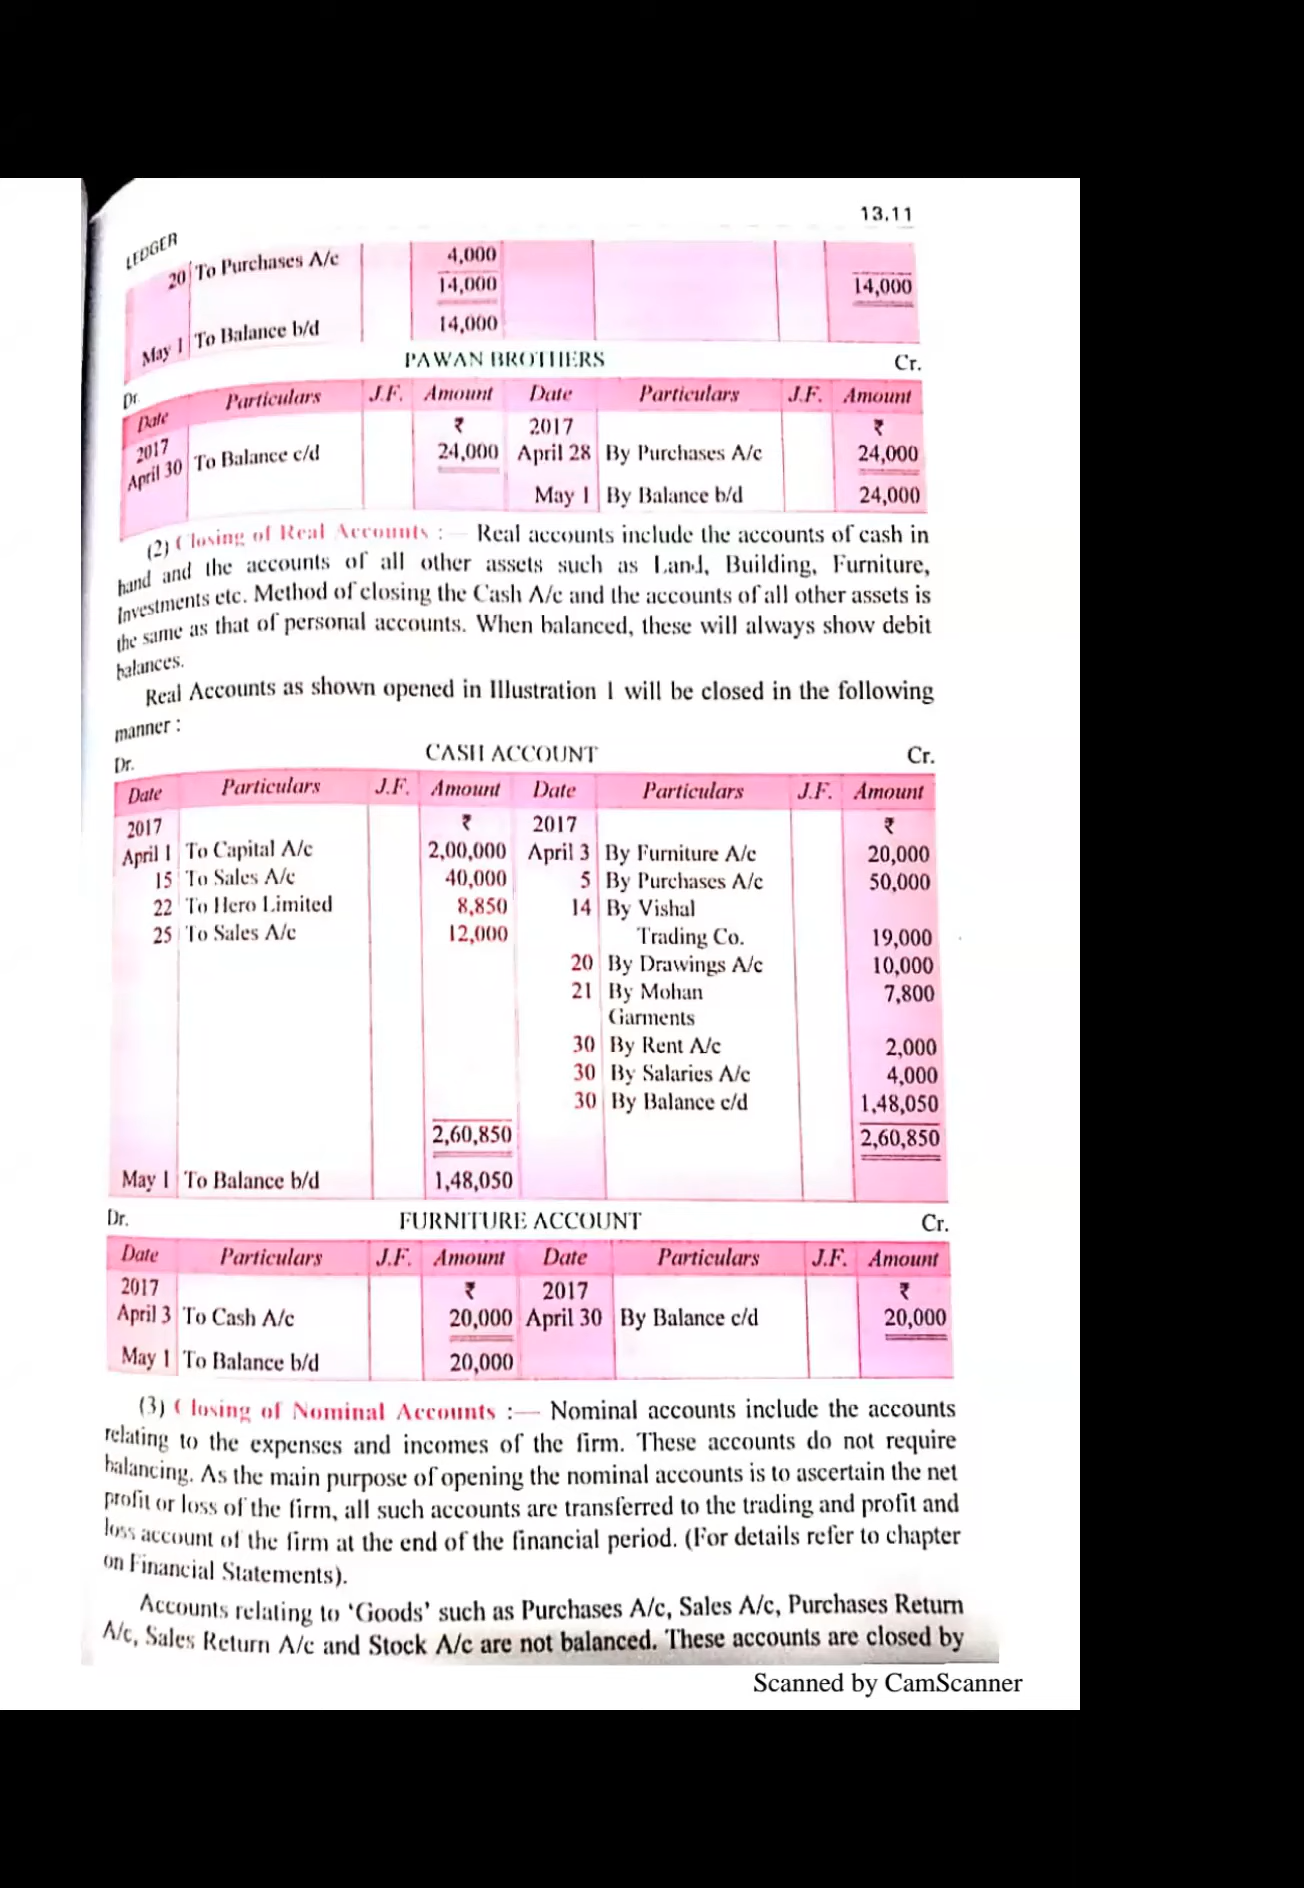 13.11
LEDGER
20 To Purchases A/c 4,000
14,000 14,000
May 1 To Balance b/d 14,000
PAWAN BROTHERS
Dr. Cr.
Date Particulars J.F. Amount Date Particulars J.F. Amount
2017 ₹ 2017 ₹
April 30 To Balance c/d 24,000 April 28 By Purchases A/c 24,000
May 1 By Balance b/d 24,000
(2) Closing of Real Accounts :— Real accounts include the accounts of cash in
hand and the accounts of all other assets such as Land, Building, Furniture,
Investments etc. Method of closing the Cash A/c and the accounts of all other assets is
the same as that of personal accounts. When balanced, these will always show debit
balances.
Real Accounts as shown opened in Illustration 1 will be closed in the following
manner :
Dr. CASH ACCOUNT Cr.
Date Particulars J.F. Amount Date Particulars J.F. Amount
2017 ₹ 2017 ₹
April 1 To Capital A/c 2,00,000 April 3 By Furniture A/c 20,000
15 To Sales A/c 40,000 5 By Purchases A/c 50,000
22 To Hero Limited 8,850 14 By Vishal
25 To Sales A/c 12,000 Trading Co. 19,000
20 By Drawings A/c 10,000
21 By Mohan 7,800
Garments
30 By Rent A/c 2,000
30 By Salaries A/c 4,000
30 By Balance c/d 1,48,050
2,60,850 2,60,850
May 1 To Balance b/d 1,48,050
Dr. FURNITURE ACCOUNT Cr.
Date Particulars J.F. Amount Date Particulars J.F. Amount
2017 ₹ 2017 ₹
April 3 To Cash A/c 20,000 April 30 By Balance c/d 20,000
May 1 To Balance b/d 20,000
(3) Closing of Nominal Accounts :— Nominal accounts include the accounts
relating to the expenses and incomes of the firm. These accounts do not require
balancing. As the main purpose of opening the nominal accounts is to ascertain the net
profit or loss of the firm, all such accounts are transferred to the trading and profit and
loss account of the firm at the end of the financial period. (For details refer to chapter
on Financial Statements).
Accounts relating to 'Goods' such as Purchases A/c, Sales A/c, Purchases Return
A/c, Sales Return A/c and Stock A/c are not balanced. These accounts are closed by
Scanned by CamScanner